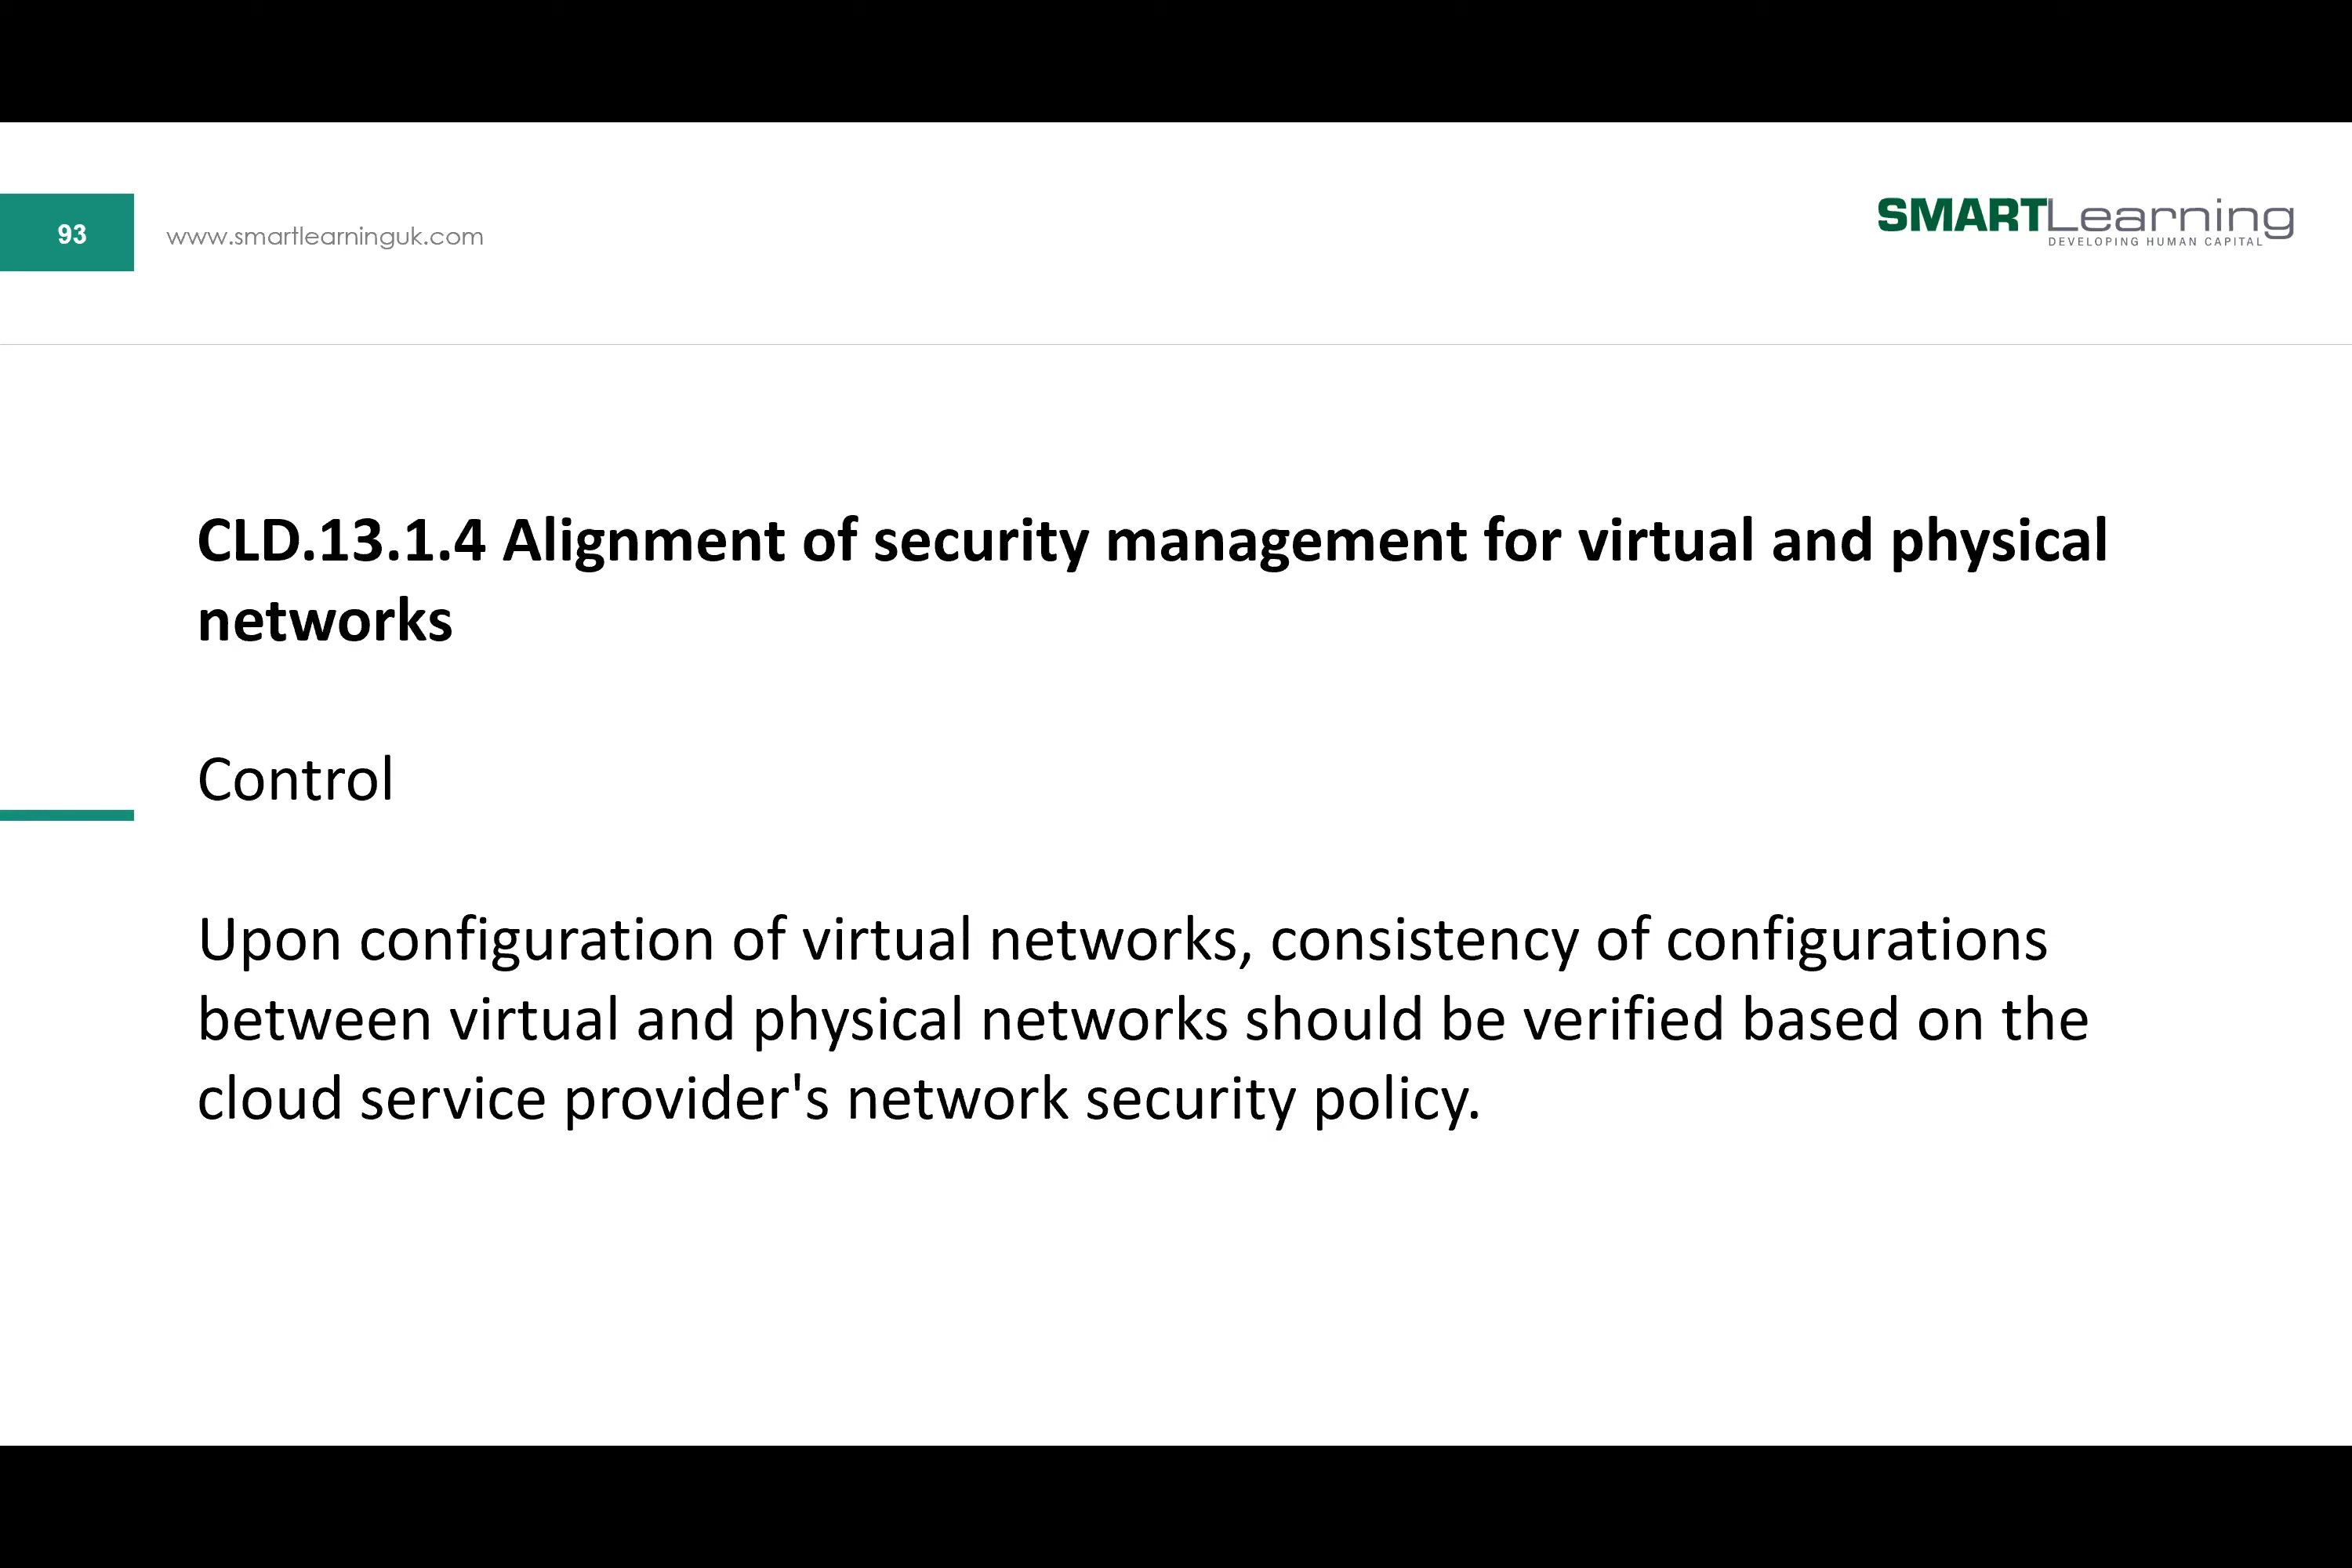 93
www.smartlearninguk.com
SMARTLearning
DEVELOPING HUMAN CAPITAL
CLD.13.1.4 Alignment of security management for virtual and physical
networks
Control
Upon configuration of virtual networks, consistency of configurations
between virtual and physical networks should be verified based on the
cloud service provider's network security policy.